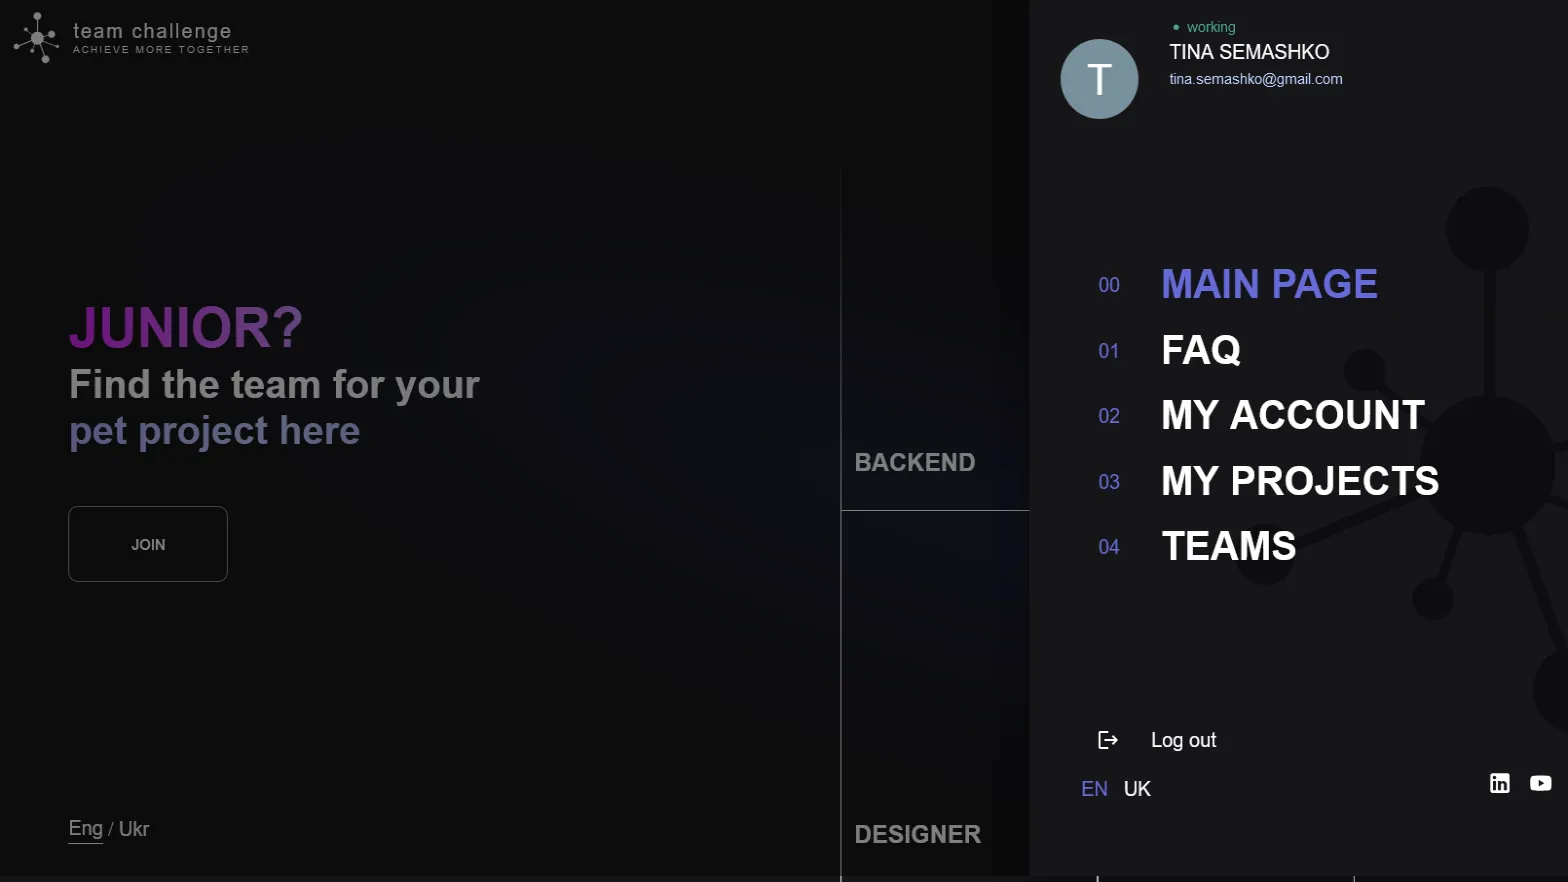 team challenge
ACHIEVE MORE TOGETHER
JUNIOR?
Find the team for your
pet project here
JOIN
Eng / Ukr
BACKEND
DESIGNER
• working
TINA SEMASHKO
T
tina.semashko@gmail.com
00 MAIN PAGE
01 FAQ
02 MY ACCOUNT
03 MY PROJECTS
04 TEAMS
Log out
EN UK
in